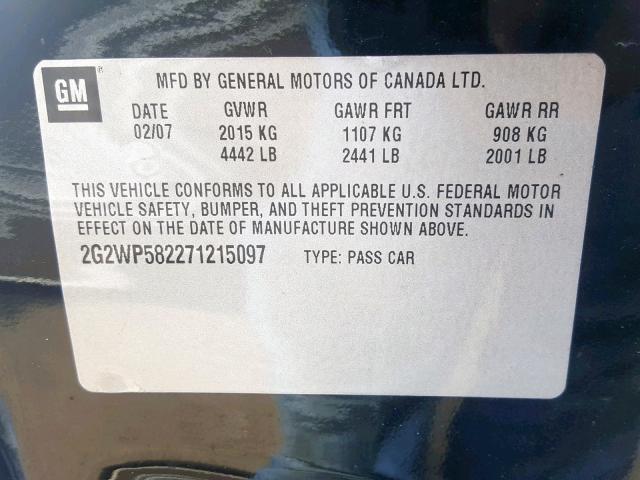 GM
MFD BY GENERAL MOTORS OF CANADA LTD.
DATE GVWR GAWR FRT GAWR RR
02/07 2015 KG 1107 KG 908 KG
4442 LB 2441 LB 2001 LB
THIS VEHICLE CONFORMS TO ALL APPLICABLE U.S. FEDERAL MOTOR
VEHICLE SAFETY, BUMPER, AND THEFT PREVENTION STANDARDS IN
EFFECT ON THE DATE OF MANUFACTURE SHOWN ABOVE.
2G2WP582271215097 TYPE: PASS CAR